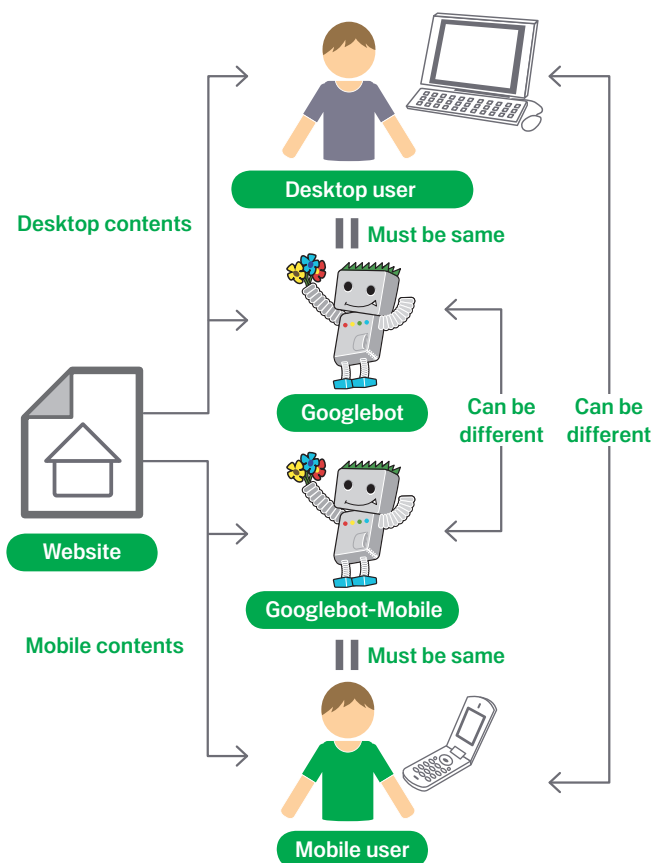 Desktop user
Desktop contents
Must be same
Googlebot
Can be
different
Can be
different
Website
Googlebot-Mobile
Mobile contents
Must be same
Mobile user